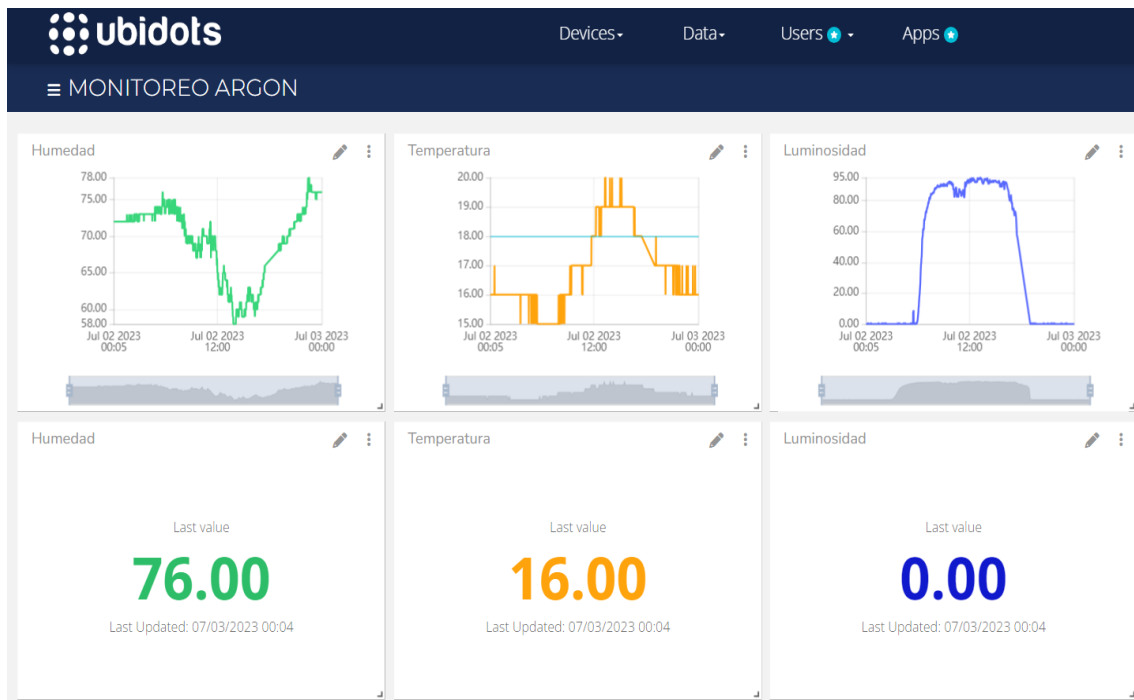 ubidots
Devices
Data
Users
Apps
MONITOREO ARGON
Humedad
78.00
75.00
70.00
65.00
60.00
58.00
Jul 02 2023 Jul 02 2023 Jul 03 2023
00:05 12:00 00:00
Temperatura
20.00
19.00
18.00
17.00
16.00
15.00
Jul 02 2023 Jul 02 2023 Jul 03 2023
00:05 12:00 00:00
Luminosidad
95.00
80.00
60.00
40.00
20.00
0.00
Jul 02 2023 Jul 02 2023 Jul 03 2023
00:05 12:00 00:00
Humedad
Last value
76.00
Last Updated: 07/03/2023 00:04
Temperatura
Last value
16.00
Last Updated: 07/03/2023 00:04
Luminosidad
Last value
0.00
Last Updated: 07/03/2023 00:04